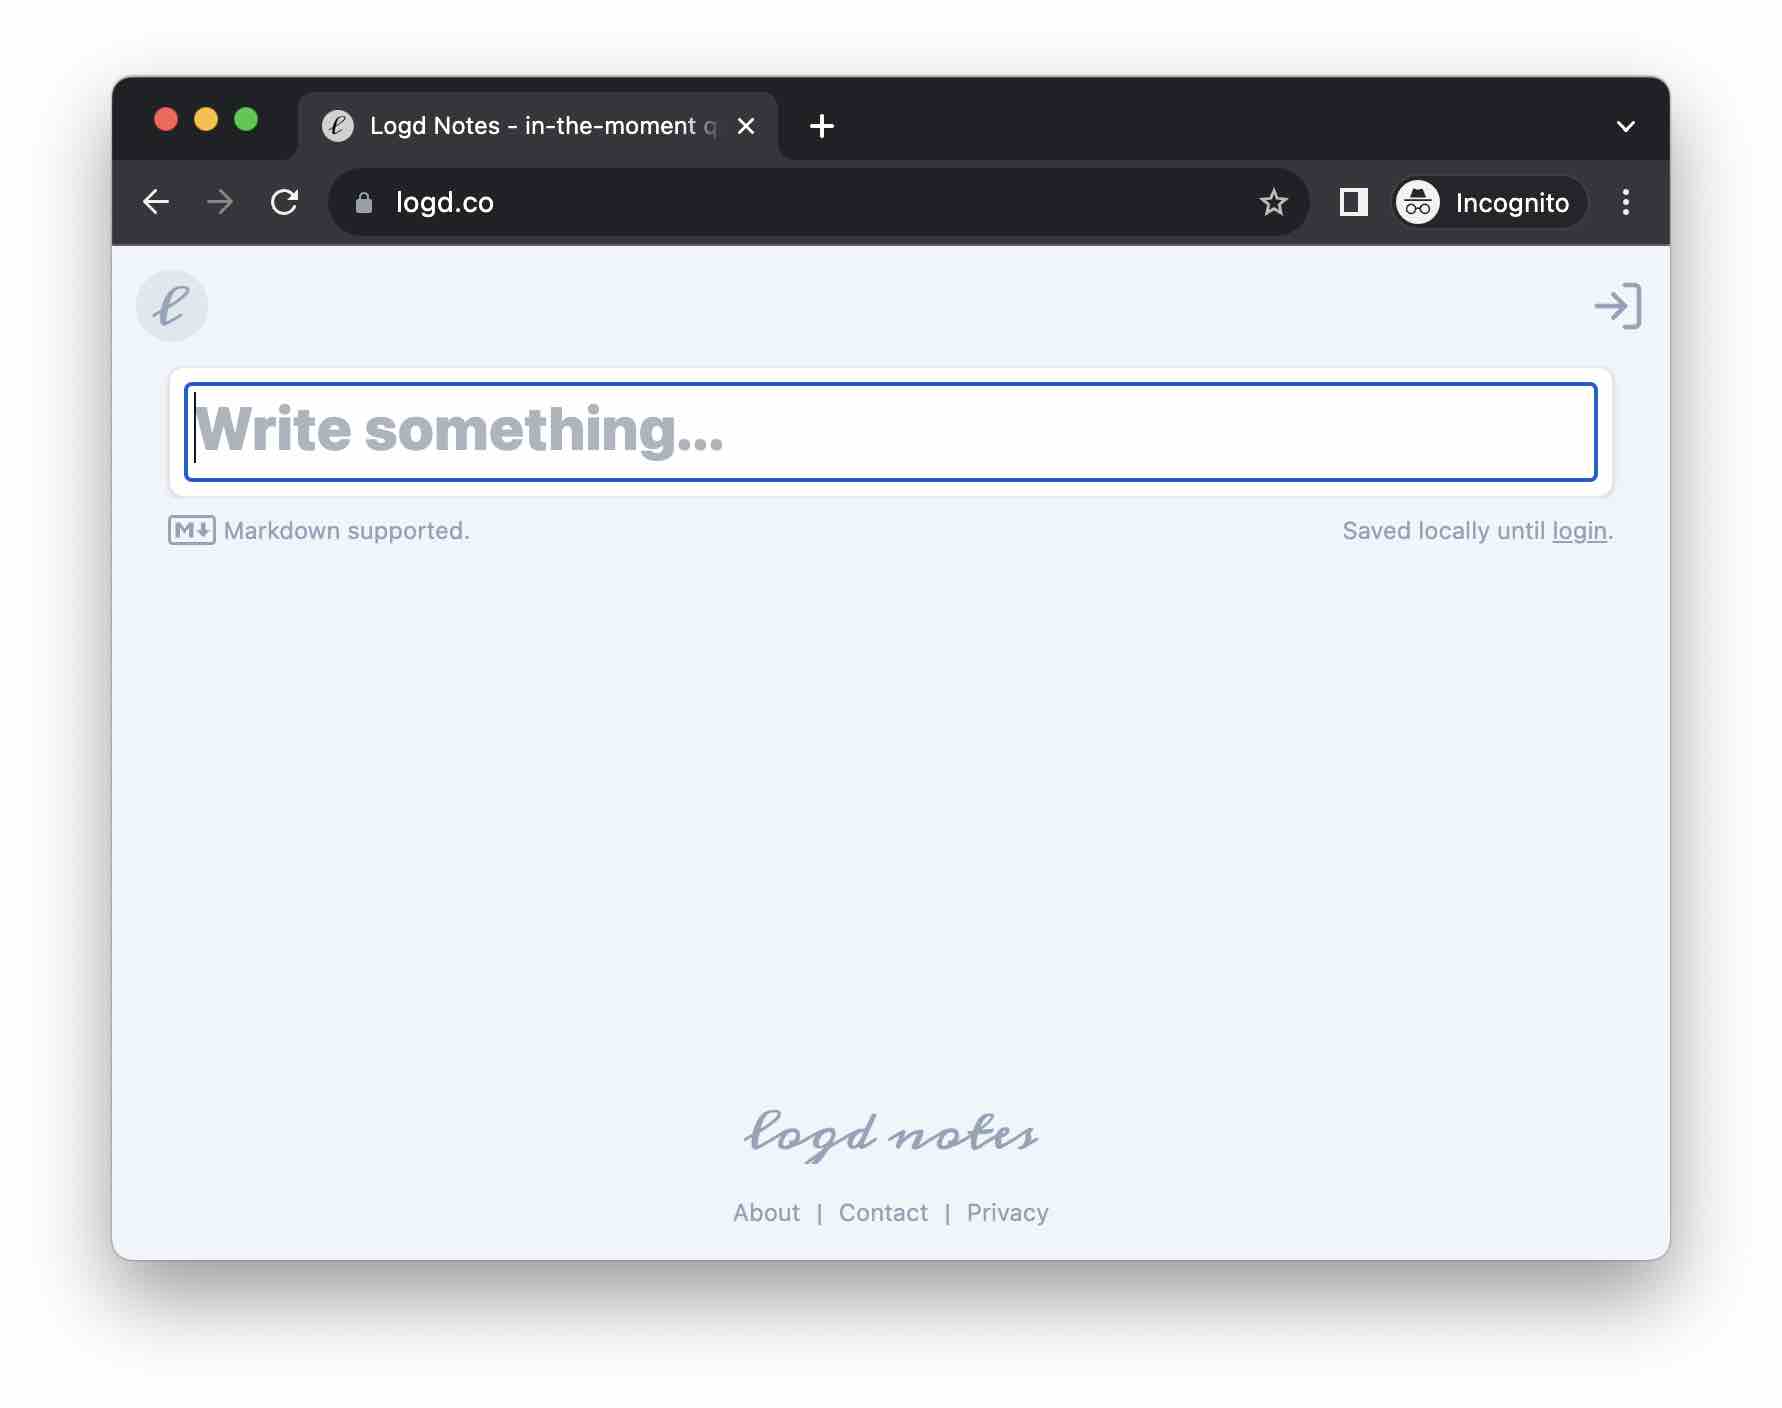 Logd Notes - in-the-moment q
logd.co
Incognito
ℓ
Write something...
M↓ Markdown supported.
Saved locally until login.
logd notes
About | Contact | Privacy